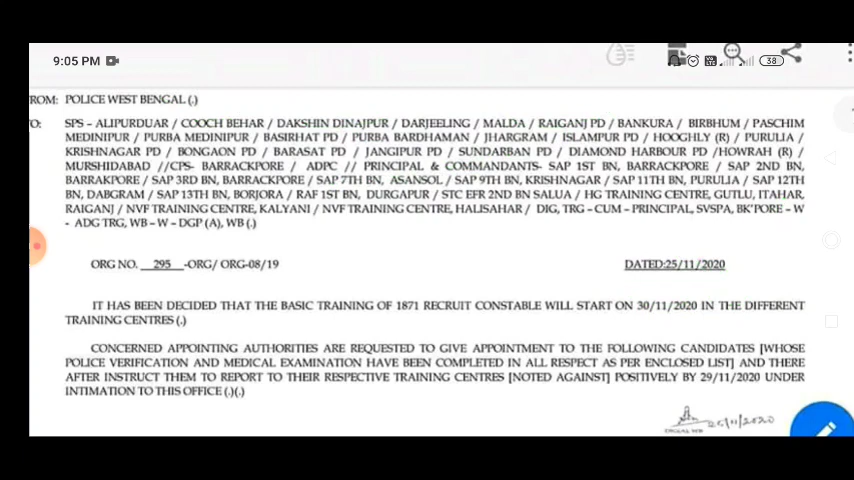 9:05 PM
38
ROM: POLICE WEST BENGAL (.)
O: SPS – ALIPURDUAR / COOCH BEHAR / DAKSHIN DINAJPUR / DARJEELING / MALDA / RAIGANJ PD / BANKURA / BIRBHUM / PASCHIM
MEDINIPUR / PURBA MEDINIPUR / BASIRHAT PD / PURBA BARDHAMAN / JHARGRAM / ISLAMPUR PD / HOOGHLY (R) / PURULIA /
KRISHNAGAR PD / BONGAON PD / BARASAT PD / JANGIPUR PD / SUNDARBAN PD / DIAMOND HARBOUR PD /HOWRAH (R) /
MURSHIDABAD //CPS- BARRACKPORE / ADPC // PRINCIPAL & COMMANDANTS- SAP 1ST BN, BARRACKPORE / SAP 2ND BN,
BARRAKPORE / SAP 3RD BN, BARRACKPORE / SAP 7TH BN, ASANSOL / SAP 9TH BN, KRISHNAGAR / SAP 11TH BN, PURULIA / SAP 12TH
BN, DABGRAM / SAP 13TH BN, BORJORA / RAF 1ST BN, DURGAPUR / STC EFR 2ND BN SALUA / HG TRAINING CENTRE, GUTLU, ITAHAR,
RAIGANJ / NVF TRAINING CENTRE, KALYANI / NVF TRAINING CENTRE, HALISAHAR / DIG, TRG – CUM – PRINCIPAL, SVSPA, BK'PORE – W
- ADG TRG, WB – W – DGP (A), WB (.)
ORG NO. 295 -ORG/ ORG-08/19 DATED:25/11/2020
IT HAS BEEN DECIDED THAT THE BASIC TRAINING OF 1871 RECRUIT CONSTABLE WILL START ON 30/11/2020 IN THE DIFFERENT
TRAINING CENTRES (.)
CONCERNED APPOINTING AUTHORITIES ARE REQUESTED TO GIVE APPOINTMENT TO THE FOLLOWING CANDIDATES [WHOSE
POLICE VERIFICATION AND MEDICAL EXAMINATION HAVE BEEN COMPLETED IN ALL RESPECT AS PER ENCLOSED LIST] AND THERE
AFTER INSTRUCT THEM TO REPORT TO THEIR RESPECTIVE TRAINING CENTRES [NOTED AGAINST] POSITIVELY BY 29/11/2020 UNDER
INTIMATION TO THIS OFFICE (.)(.)
25/11/2020